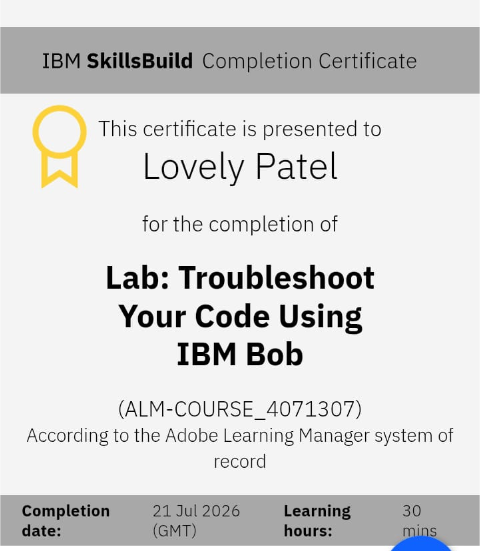 IBM SkillsBuild Completion Certificate
This certificate is presented to
Lovely Patel
for the completion of
Lab: Troubleshoot
Your Code Using
IBM Bob
(ALM-COURSE_4071307)
According to the Adobe Learning Manager system of
record
Completion date: 21 Jul 2026 (GMT) Learning hours: 30 mins